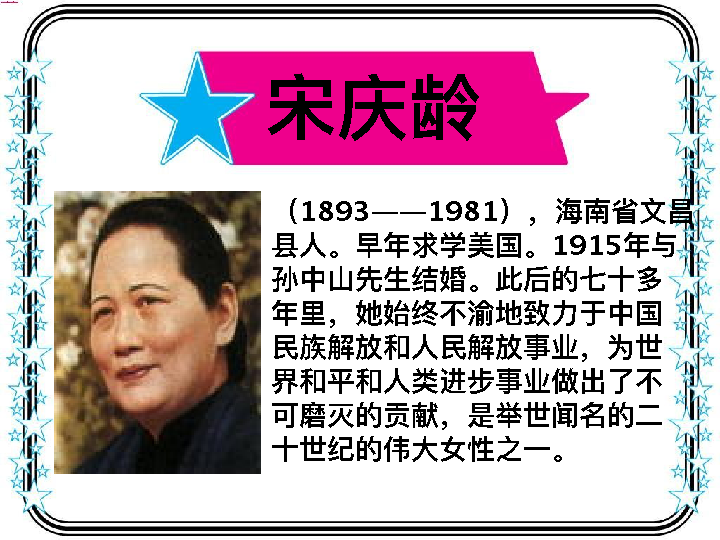 宋庆龄
（1893——1981），海南省文昌
县人。早年求学美国。1915年与
孙中山先生结婚。此后的七十多
年里，她始终不渝地致力于中国
民族解放和人民解放事业，为世
界和平和人类进步事业做出了不
可磨灭的贡献，是举世闻名的二
十世纪的伟大女性之一。